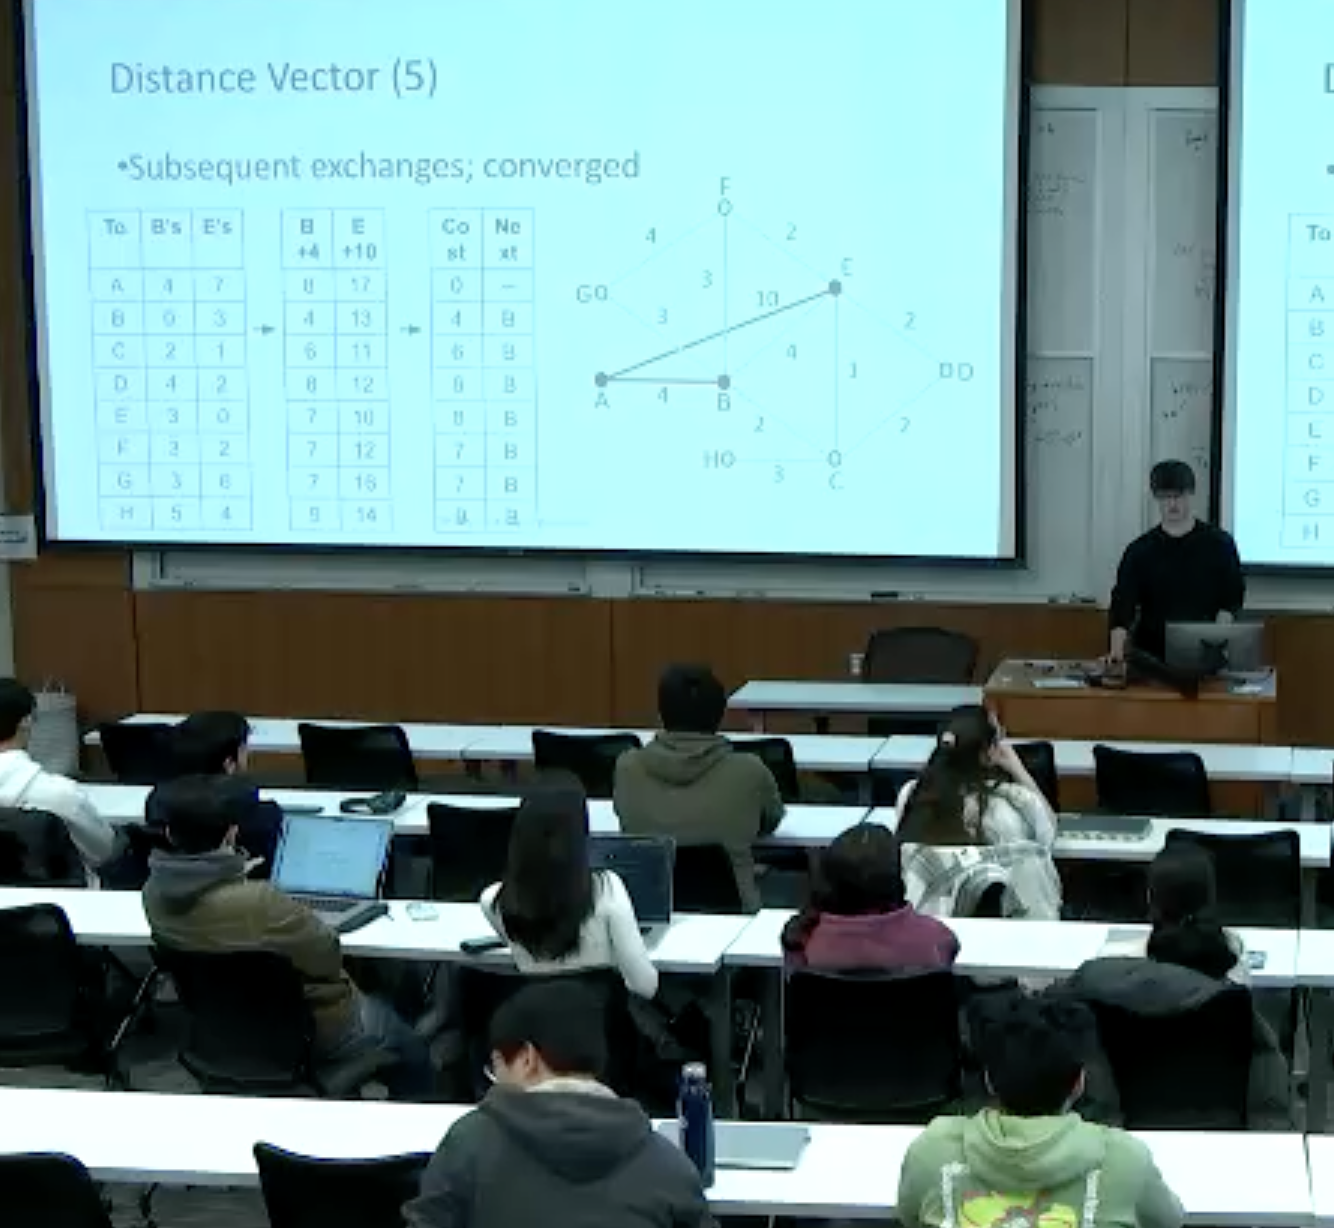 Distance Vector (5)
•Subsequent exchanges; converged
To B's E's
A 4 7
B 0 3
C 2 1
D 4 2
E 3 0
F 3 2
G 3 6
H 5 4
B +4 E +10
8 17
4 13
6 11
8 12
7 10
7 12
7 16
9 14
Co st Ne xt
0 --
4 B
6 B
8 B
8 B
7 B
7 B
9 B
F
4
2
E
3
10
G
3
2
4
1
D
A
4
B
2
2
H
3
C
To
A
B
C
D
E
F
G
H